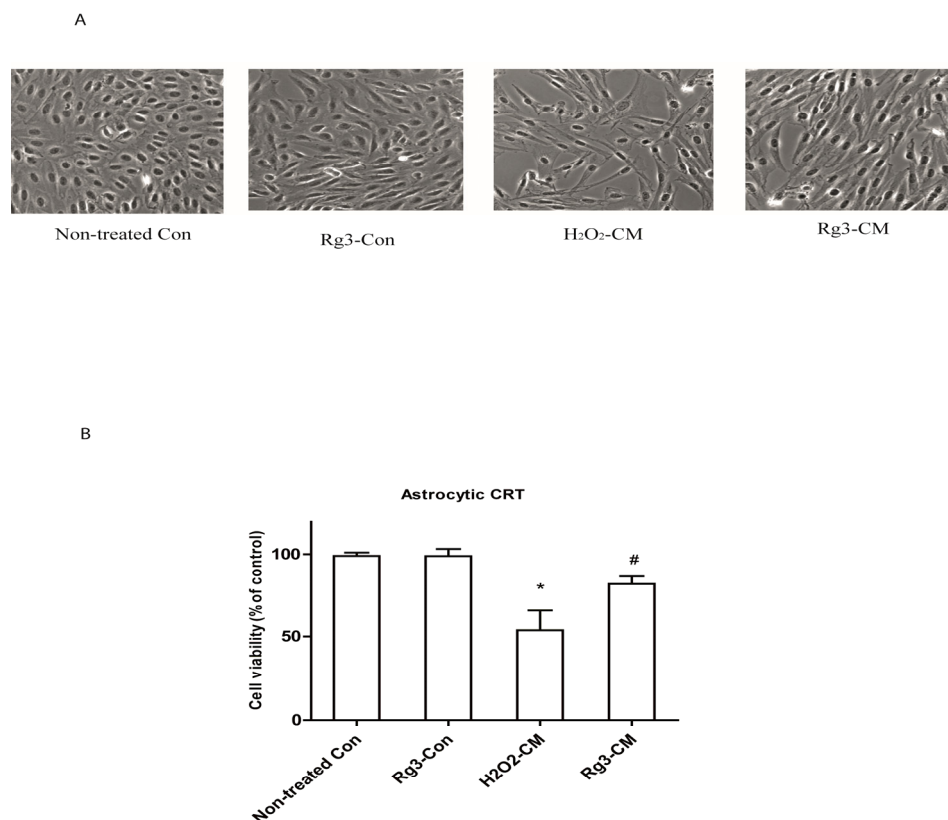 A
Non-treated Con
Rg3-Con
H₂O₂-CM
Rg3-CM
B
Astrocytic CRT
Cell viability (% of control)
100
50
0
*
#
Non-treated Con
Rg3-Con
H2O2-CM
Rg3-CM